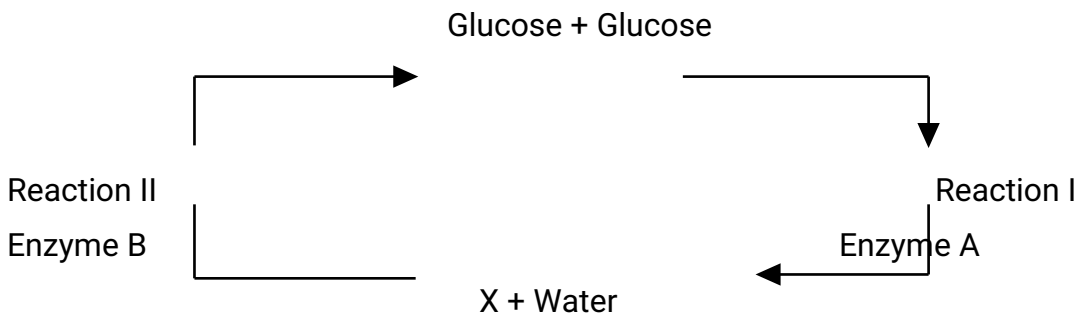 Glucose + Glucose
Reaction II
Reaction I
Enzyme B
Enzyme A
X + Water